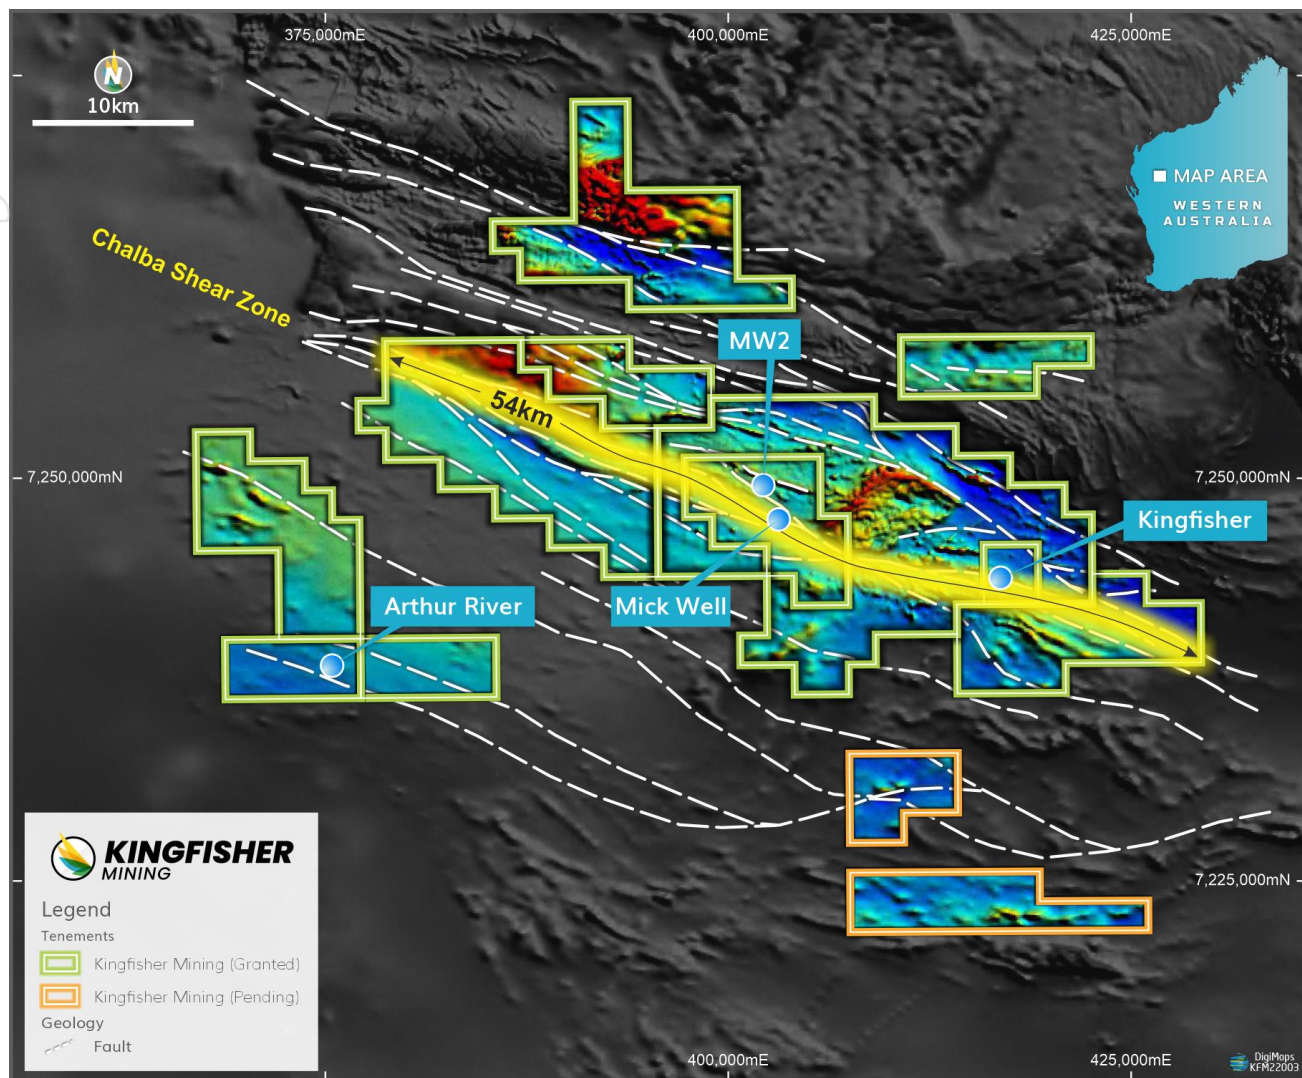 375,000mE
400,000mE
425,000mE
N
10km
MAP AREA
WESTERN
AUSTRALIA
Chalba Shear Zone
MW2
54km
7,250,000mN
7,250,000mN
Kingfisher
Arthur River
Mick Well
KINGFISHER
MINING
Legend
Tenements
Kingfisher Mining (Granted)
Kingfisher Mining (Pending)
Geology
Fault
7,225,000mN
400,000mE
425,000mE
DigiMaps
KFM22003